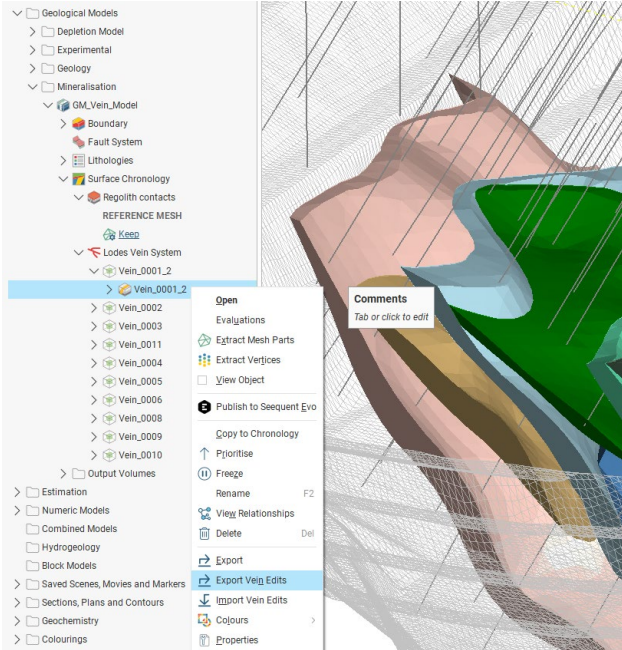 Geological Models
Depletion Model
Experimental
Geology
Mineralisation
GM_Vein_Model
Boundary
Fault System
Lithologies
Surface Chronology
Regolith contacts
REFERENCE MESH
Keep
Lodes Vein System
Vein_0001_2
Vein_0001_2
Vein_0002
Vein_0003
Vein_0011
Vein_0004
Vein_0005
Vein_0006
Vein_0008
Vein_0009
Vein_0010
Output Volumes
Estimation
Numeric Models
Combined Models
Hydrogeology
Block Models
Saved Scenes, Movies and Markers
Sections, Plans and Contours
Geochemistry
Colourings
Open
Evaluations
Extract Mesh Parts
Extract Vertices
View Object
Publish to Seequent Evo
Copy to Chronology
Prioritise
Freeze
Rename F2
View Relationships
Delete Del
Export
Export Vein Edits
Import Vein Edits
Colours
Properties
Comments
Tab or click to edit